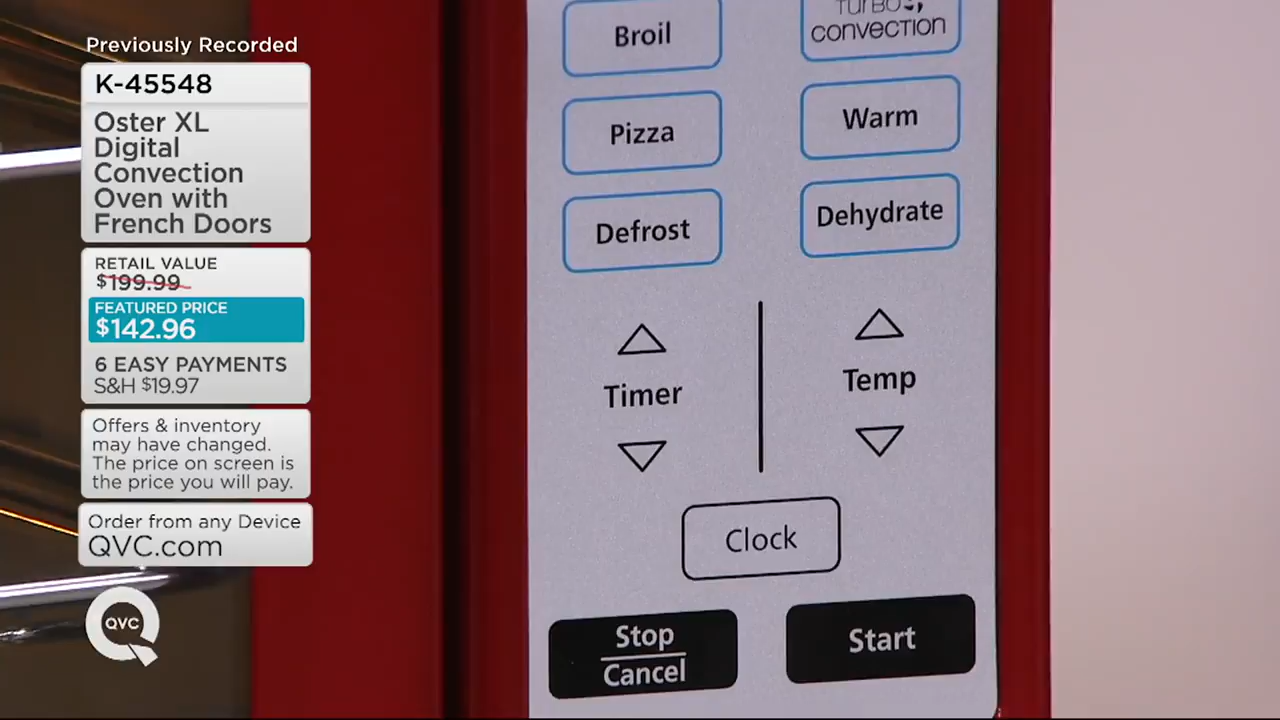 Previously Recorded
K-45548
Oster XL
Digital
Convection
Oven with
French Doors
RETAIL VALUE
$199.99
FEATURED PRICE
$142.96
6 EASY PAYMENTS
S&H $19.97
Offers & inventory
may have changed.
The price on screen is
the price you will pay.
Order from any Device
QVC.com
QVC
Broil
turbo
convection
Pizza
Warm
Defrost
Dehydrate
Timer
Temp
Clock
Stop
Cancel
Start